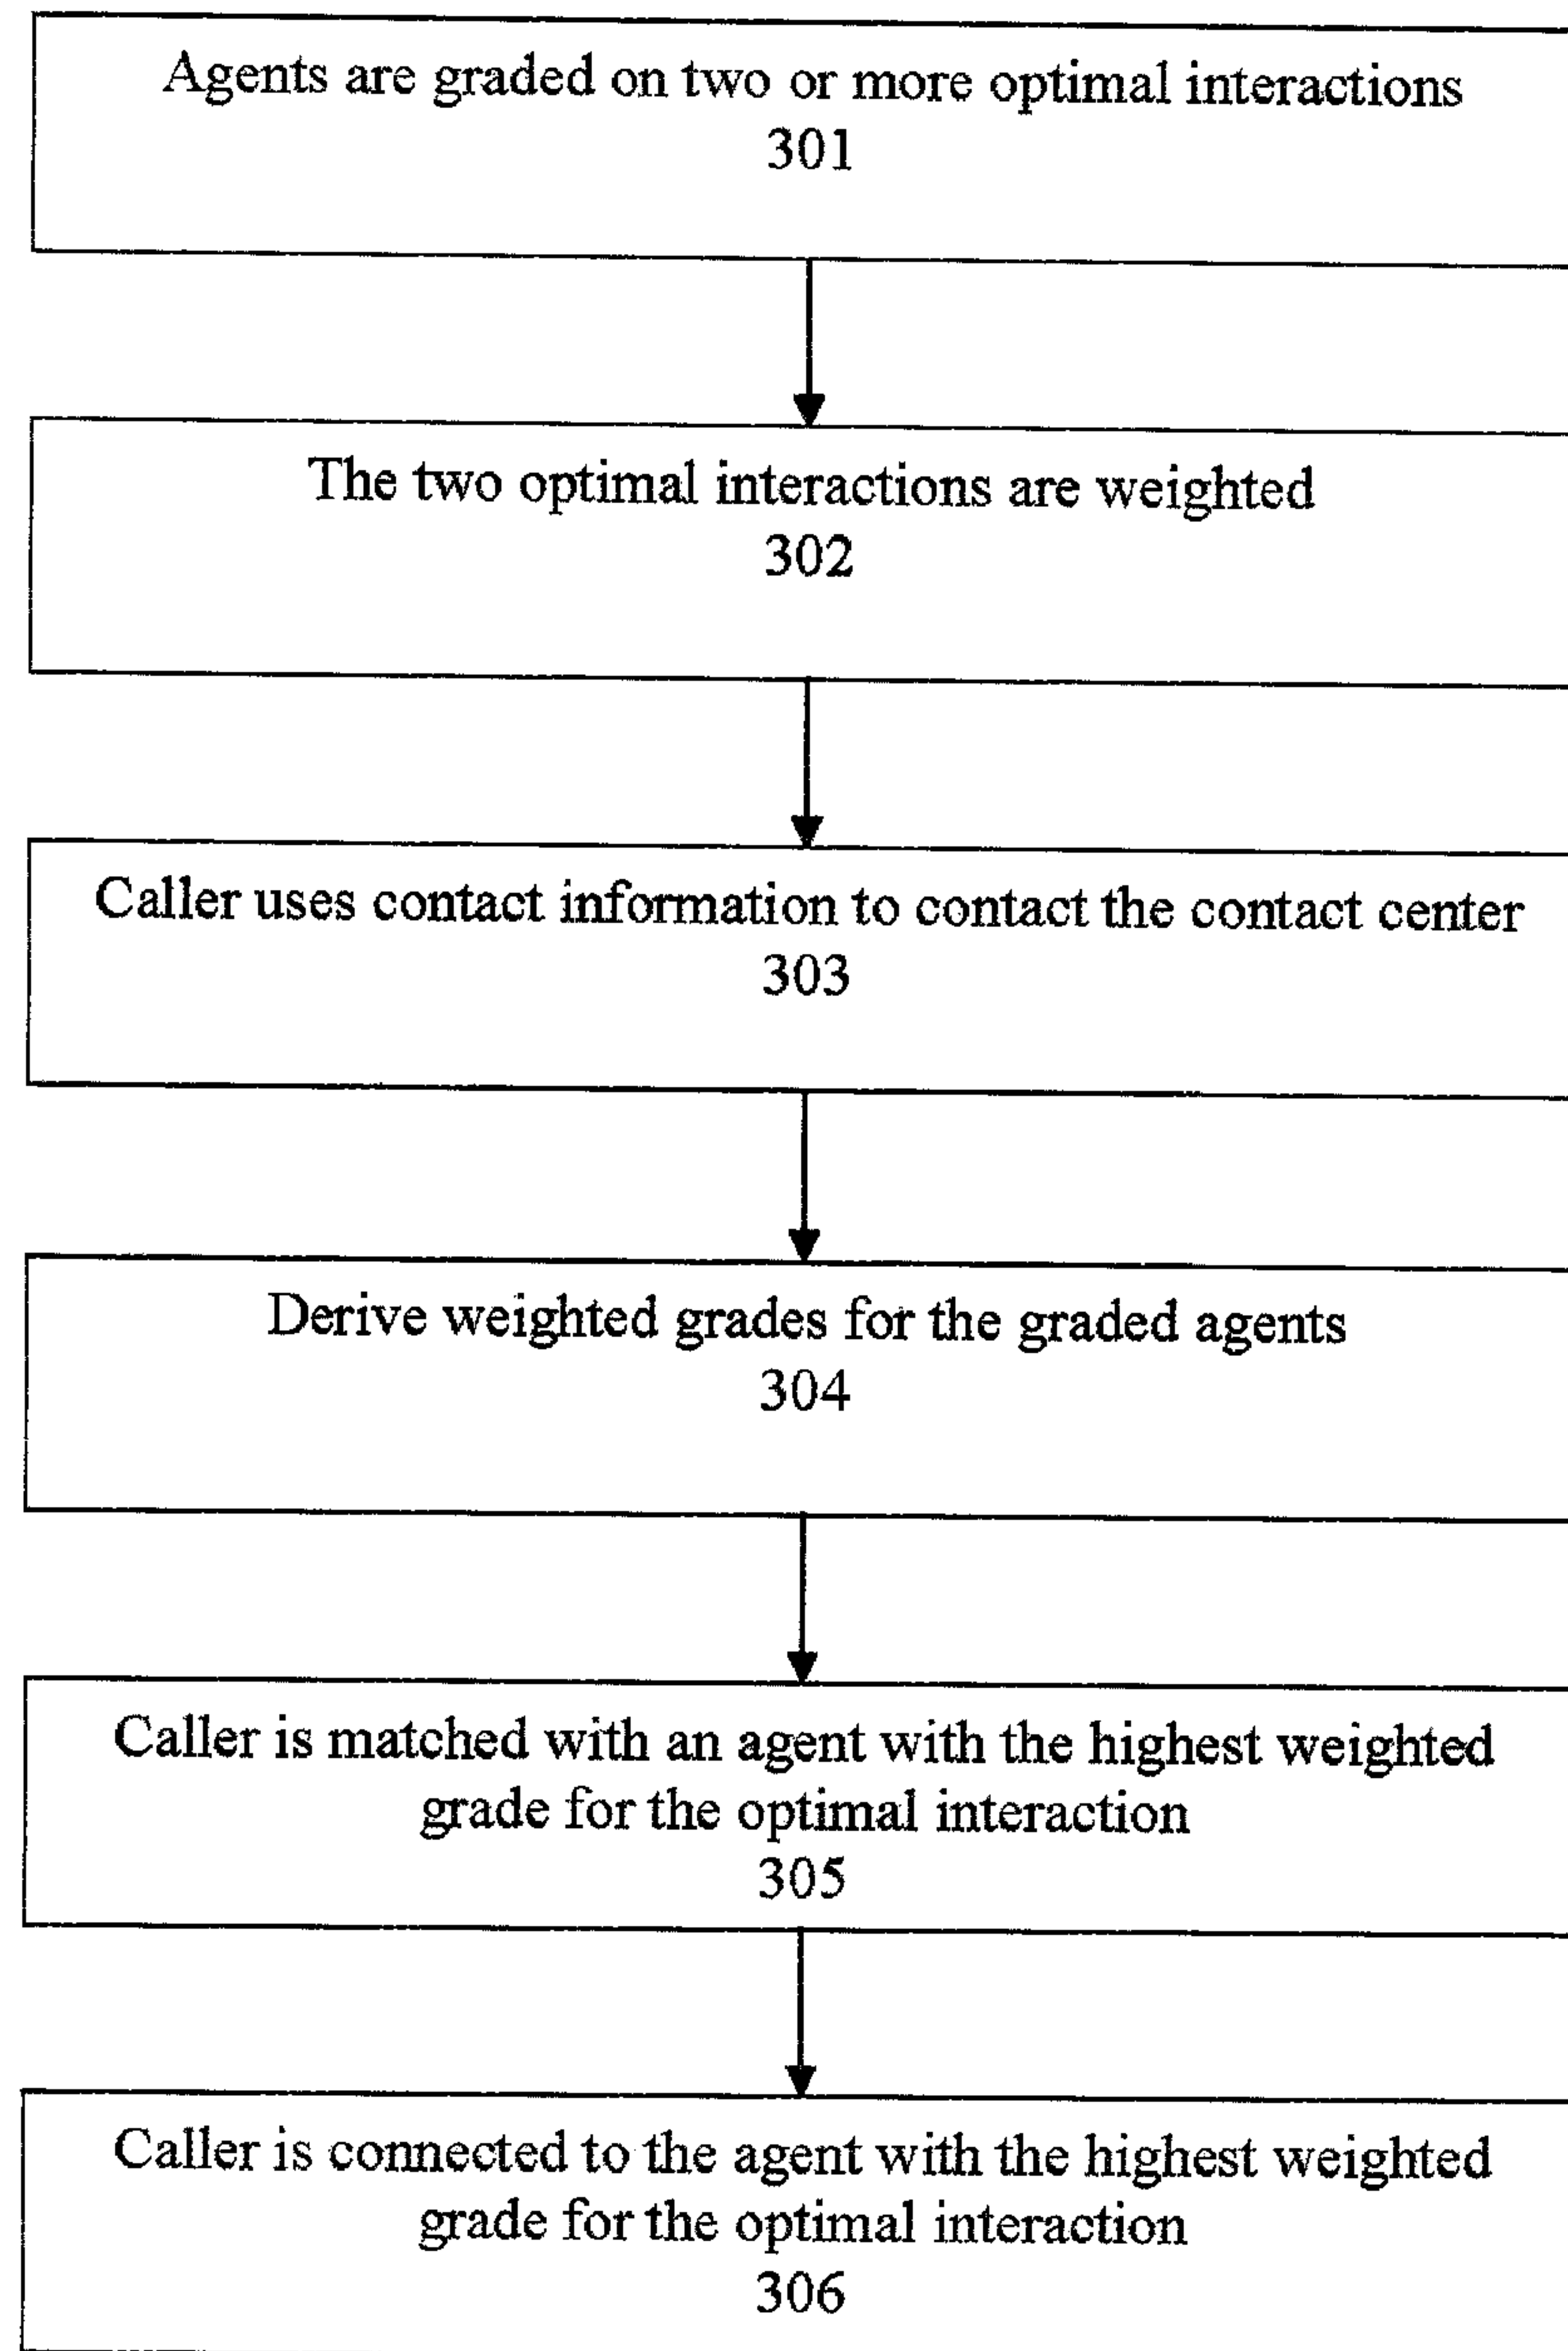 Agents are graded on two or more optimal interactions
301
The two optimal interactions are weighted
302
Caller uses contact information to contact the contact center
303
Derive weighted grades for the graded agents
304
Caller is matched with an agent with the highest weighted
grade for the optimal interaction
305
Caller is connected to the agent with the highest weighted
grade for the optimal interaction
306